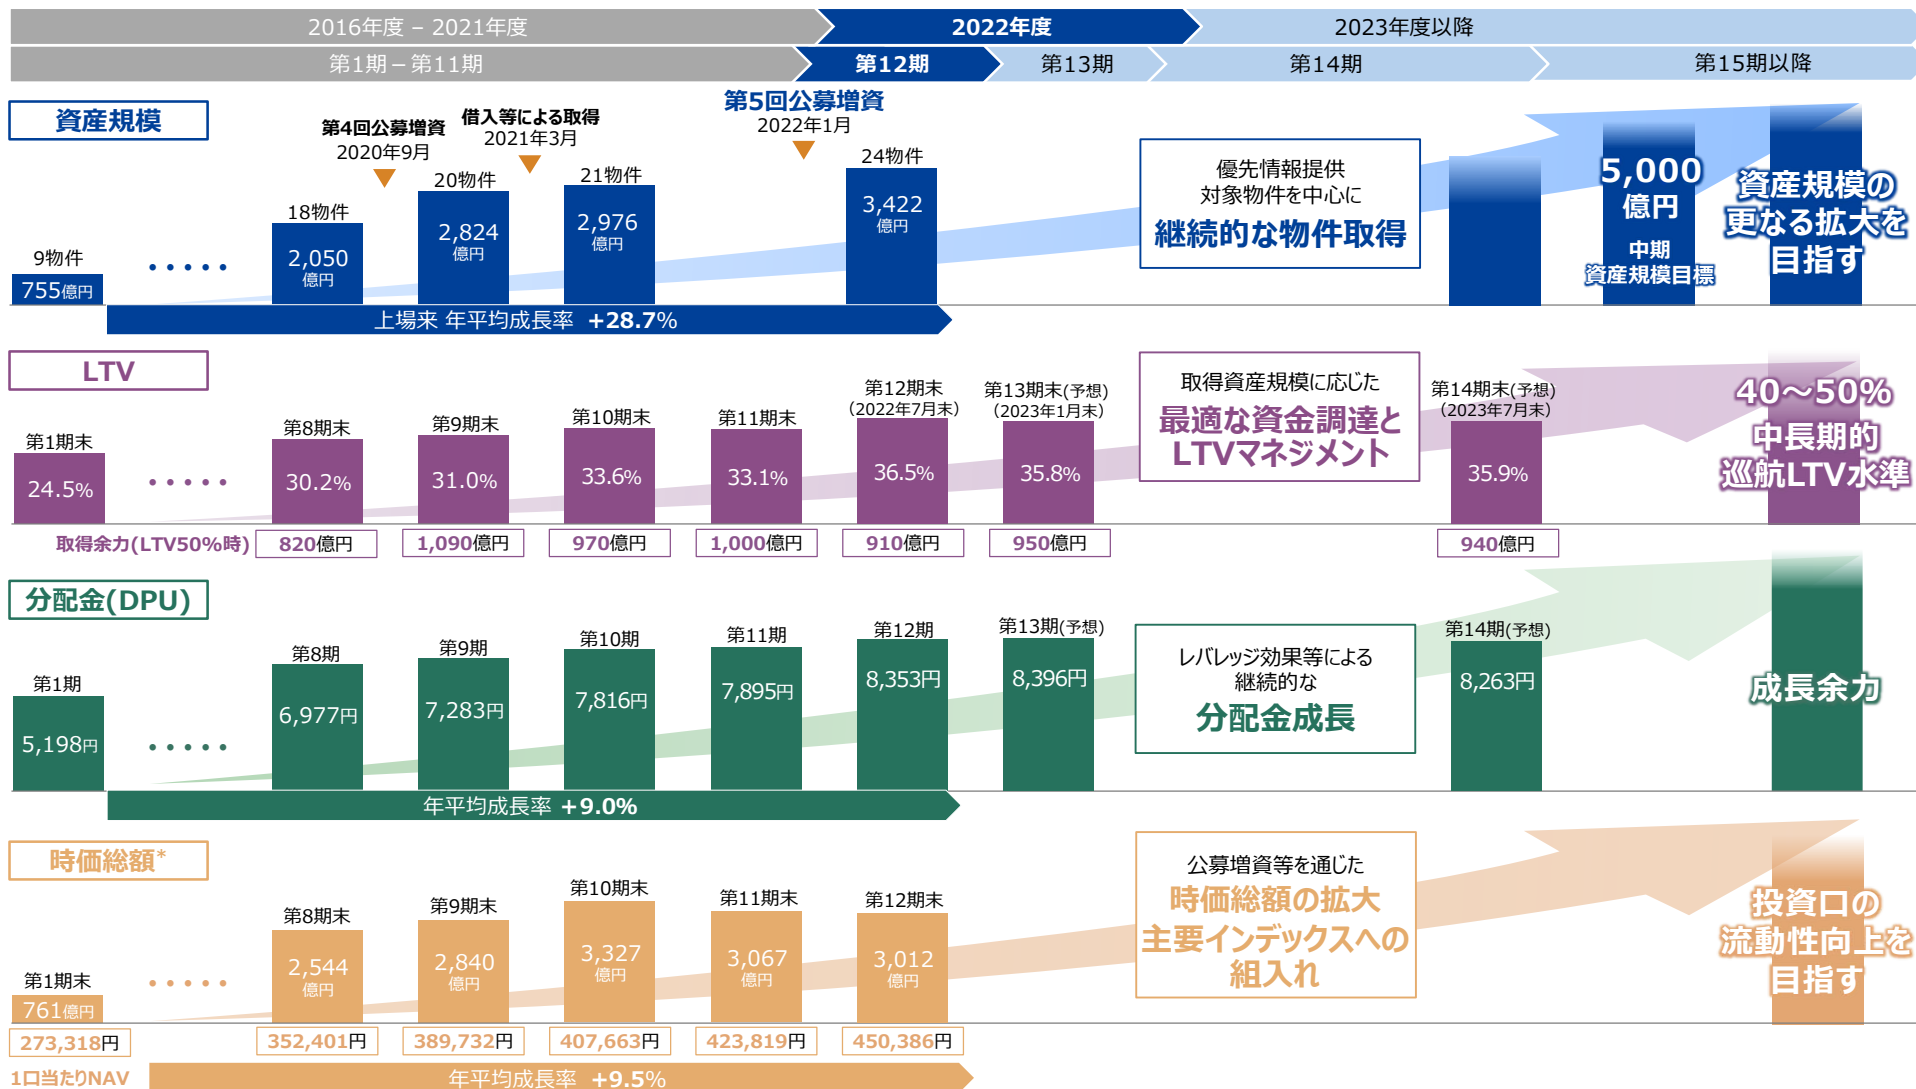 2016年度 – 2021年度
2022年度
2023年度以降
第1期 – 第11期
第12期
第13期
第14期
第15期以降
資産規模
第4回公募増資
2020年9月
借入等による取得
2021年3月
第5回公募増資
2022年1月
9物件
755億円
18物件
2,050
億円
20物件
2,824
億円
21物件
2,976
億円
24物件
3,422
億円
優先情報提供
対象物件を中心に
継続的な物件取得
5,000
億円
中期
資産規模目標
資産規模の
更なる拡大を
目指す
上場来 年平均成長率 +28.7%
LTV
第1期末
24.5%
第8期末
30.2%
第9期末
31.0%
第10期末
33.6%
第11期末
33.1%
第12期末
(2022年7月末)
36.5%
第13期末(予想)
(2023年1月末)
35.8%
取得資産規模に応じた
最適な資金調達と
LTVマネジメント
第14期末(予想)
(2023年7月末)
35.9%
40～50%
中長期的
巡航LTV水準
取得余力(LTV50%時)
820億円
1,090億円
970億円
1,000億円
910億円
950億円
940億円
分配金(DPU)
第1期
5,198円
第8期
6,977円
第9期
7,283円
第10期
7,816円
第11期
7,895円
第12期
8,353円
第13期(予想)
8,396円
レバレッジ効果等による
継続的な
分配金成長
第14期(予想)
8,263円
成長余力
年平均成長率 +9.0%
時価総額*
第1期末
761億円
第8期末
2,544
億円
第9期末
2,840
億円
第10期末
3,327
億円
第11期末
3,067
億円
第12期末
3,012
億円
公募増資等を通じた
時価総額の拡大
主要インデックスへの
組入れ
投資口の
流動性向上を
目指す
273,318円
352,401円
389,732円
407,663円
423,819円
450,386円
1口当たりNAV
年平均成長率 +9.5%